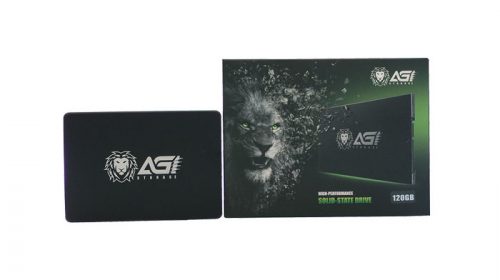 AGI
STORAGE
AGI
STORAGE
HIGH-PERFORMANCE
SOLID-STATE DRIVE
120GB